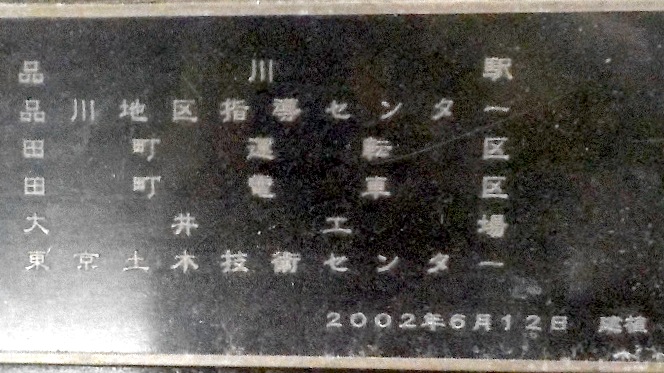 品川駅
品川地区指導センター
田町運転区
田町電車区
大井工場
東京土木技術センター
2002年6月12日 建植